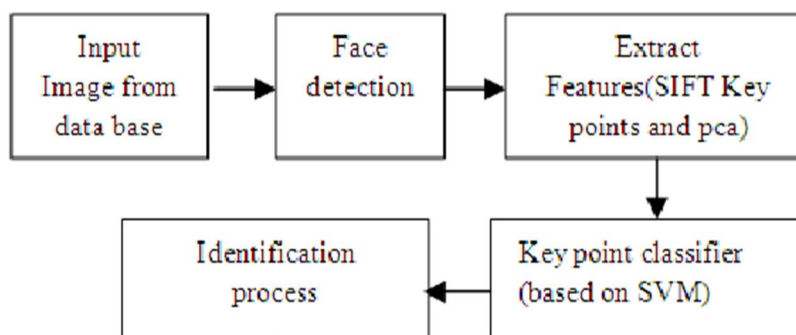 Input
Image from
data base
Face
detection
Extract
Features(SIFT Key
points and pca)
Key point classifier
(based on SVM)
Identification
process